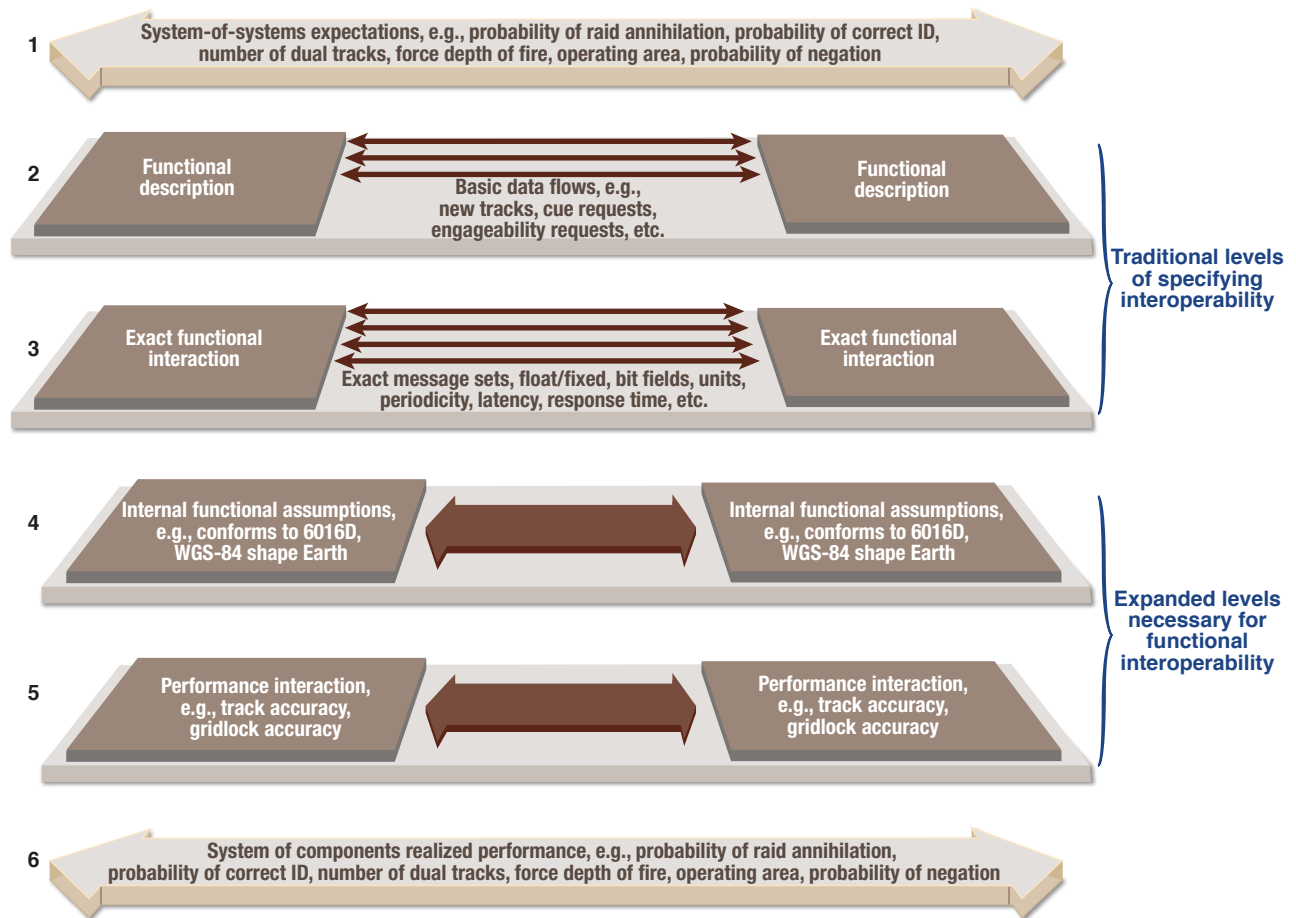 1
System-of-systems expectations, e.g., probability of raid annihilation, probability of correct ID,
number of dual tracks, force depth of fire, operating area, probability of negation
2
Functional
description
Basic data flows, e.g.,
new tracks, cue requests,
engageability requests, etc.
Functional
description
3
Exact functional
interaction
Exact message sets, float/fixed, bit fields, units,
periodicity, latency, response time, etc.
Exact functional
interaction
Traditional levels
of specifying
interoperability
4
Internal functional assumptions,
e.g., conforms to 6016D,
WGS-84 shape Earth
Internal functional assumptions,
e.g., conforms to 6016D,
WGS-84 shape Earth
5
Performance interaction,
e.g., track accuracy,
gridlock accuracy
Performance interaction,
e.g., track accuracy,
gridlock accuracy
Expanded levels
necessary for
functional
interoperability
6
System of components realized performance, e.g., probability of raid annihilation,
probability of correct ID, number of dual tracks, force depth of fire, operating area, probability of negation